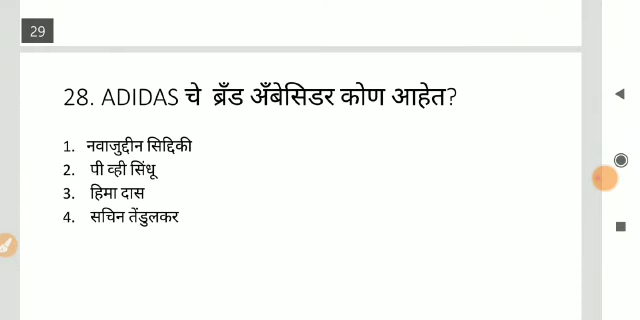 29
28. ADIDAS चे ब्रँड अँबेसिडर कोण आहेत?
1. नवाजुद्दीन सिद्दिकी
2. पी व्ही सिंधू
3. हिमा दास
4. सचिन तेंडुलकर